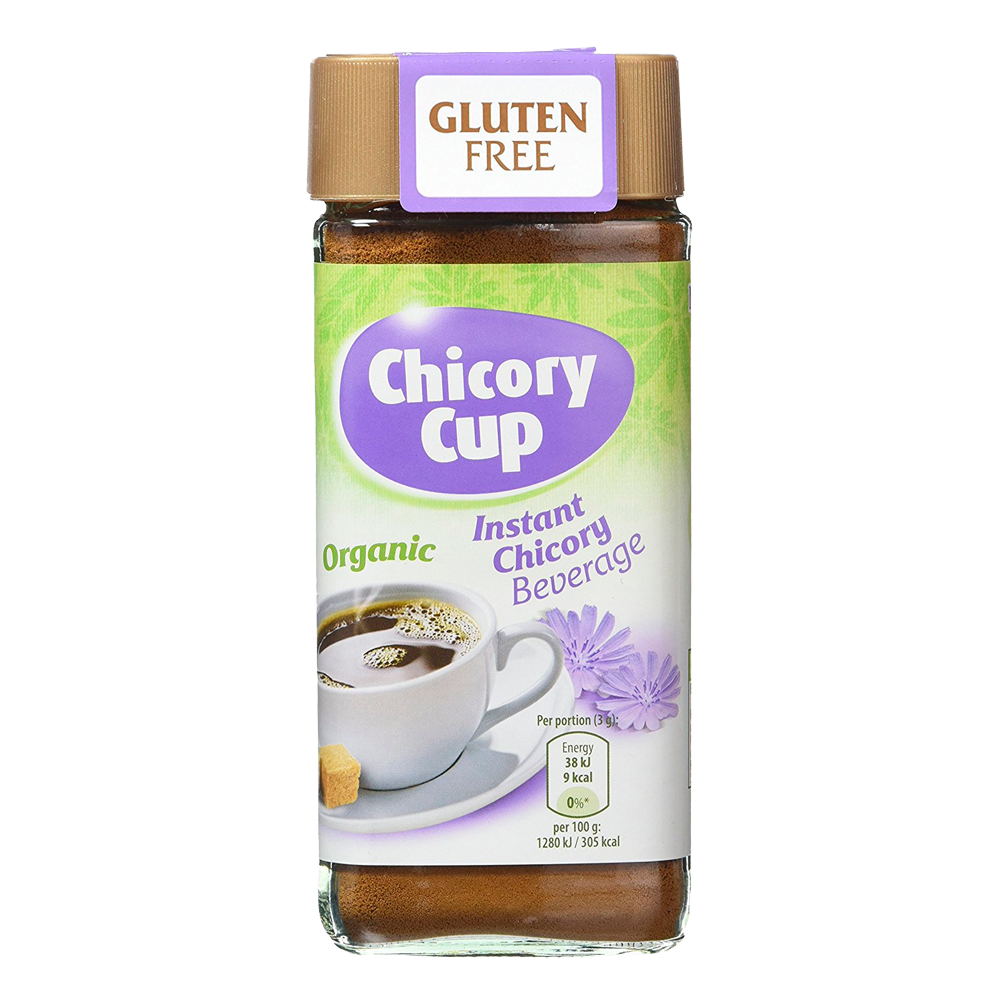 GLUTEN
FREE
Chicory
Cup
Organic
Instant
Chicory
Beverage
Per portion (3 g):
Energy
38 kJ
9 kcal
0%*
per 100 g:
1280 kJ / 305 kcal